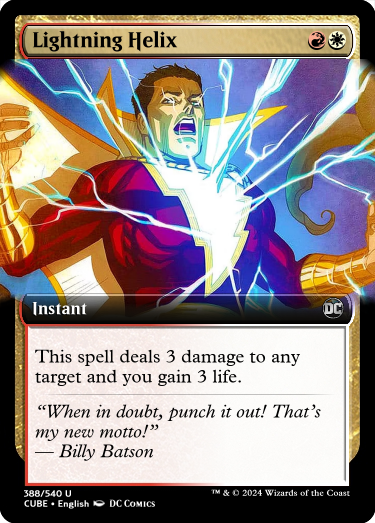 Lightning Helix
Instant
DC
This spell deals 3 damage to any
target and you gain 3 life.
“When in doubt, punch it out! That’s
my new motto!”
— Billy Batson
388/540 U
™ & © 2024 Wizards of the Coast
CUBE • English DC Comics